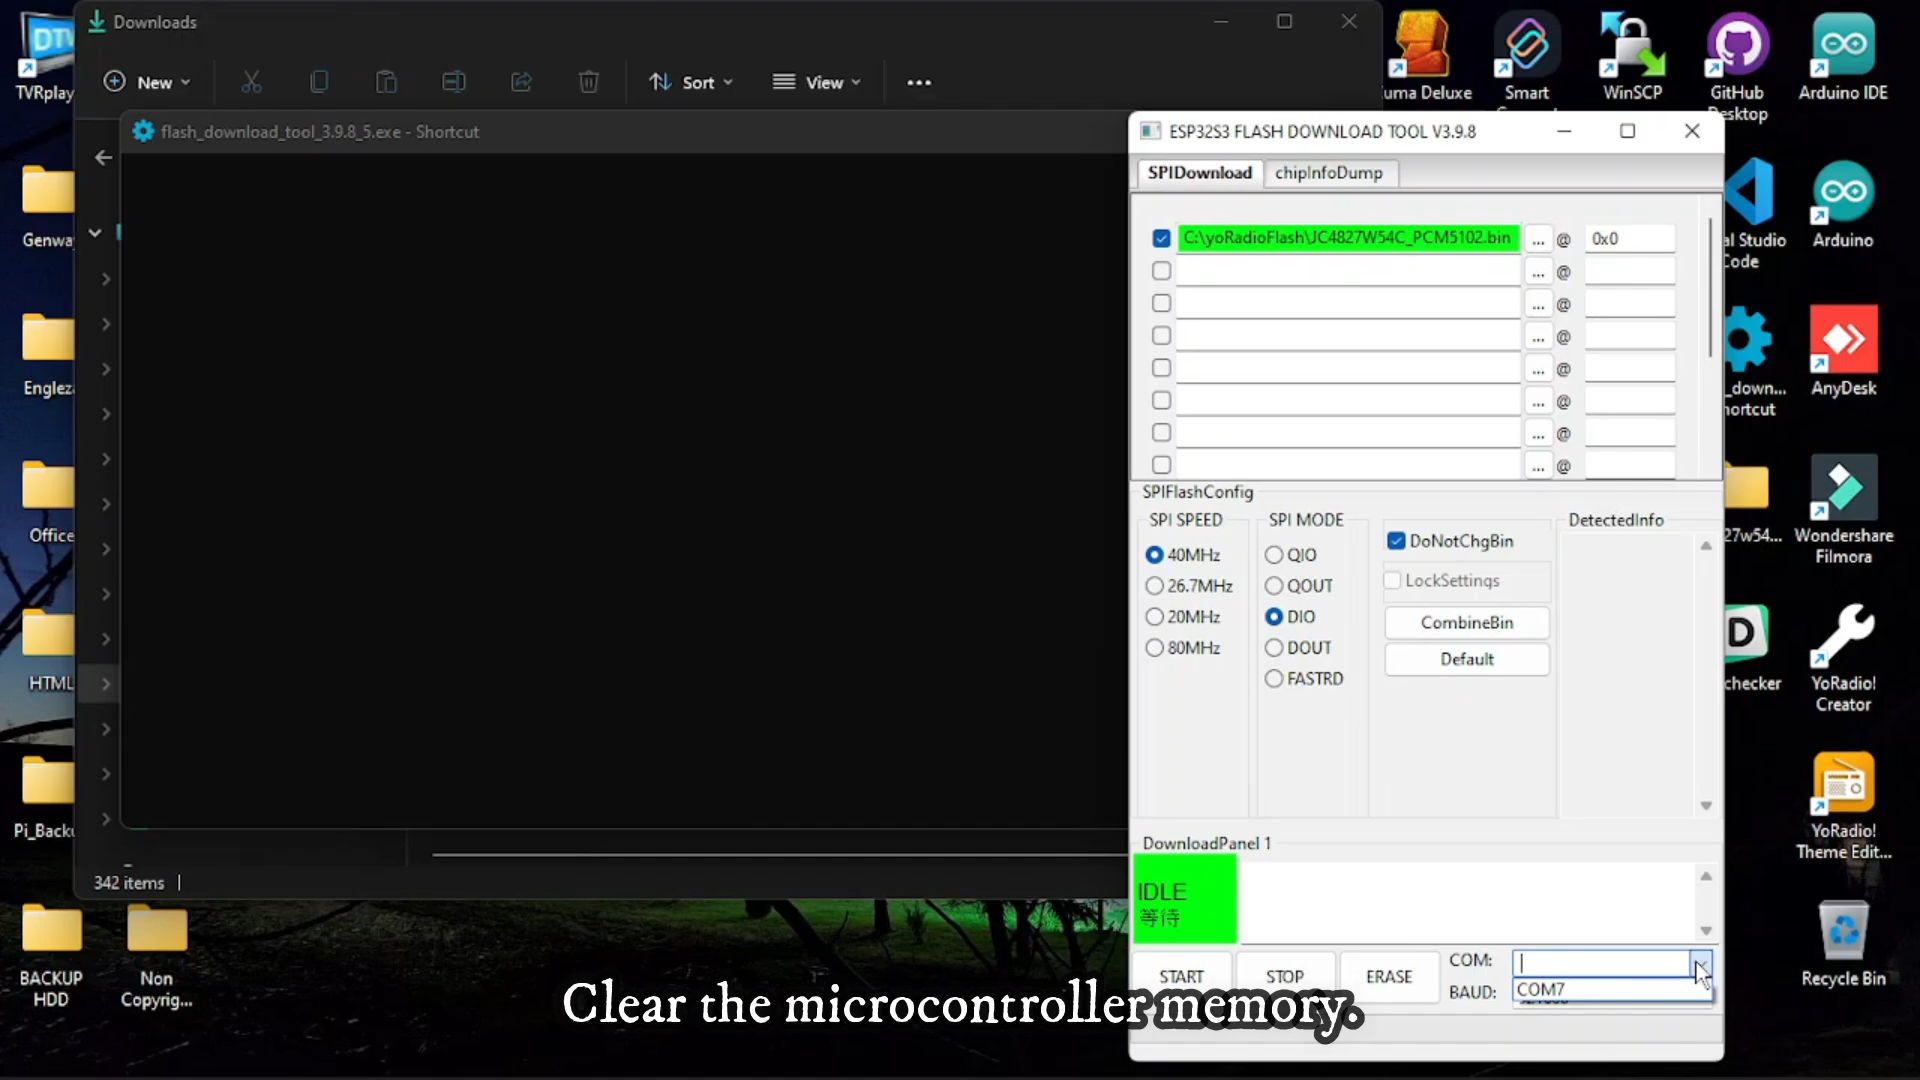 Downloads
New
Sort
View
flash_download_tool_3.9.8_5.exe - Shortcut
342 items
ESP32S3 FLASH DOWNLOAD TOOL V3.9.8
SPIDownload
chipInfoDump
C:\yoRadioFlash\JC4827W54C_PCM5102.bin
...
@
0x0
...
@
...
@
...
@
...
@
...
@
...
@
...
@
SPIFlashConfig
SPI SPEED
40MHz
26.7MHz
20MHz
80MHz
SPI MODE
QIO
QOUT
DIO
DOUT
FASTRD
DoNotChgBin
LockSettings
CombineBin
Default
DetectedInfo
DownloadPanel 1
IDLE
等待
START
STOP
ERASE
COM:
COM7
BAUD:
Clear the microcontroller memory.
DTV
TVRplay
Genway
Engleza
Office
HTML
Pi_Backu
BACKUP
HDD
Non
Copyrig...
uma Deluxe
Smart
WinSCP
GitHub
esktop
Arduino IDE
al Studio
Code
Arduino
_down...
hortcut
AnyDesk
27w54...
Wondershare
Filmora
D
checker
YoRadio!
Creator
YoRadio!
Theme Edit...
Recycle Bin